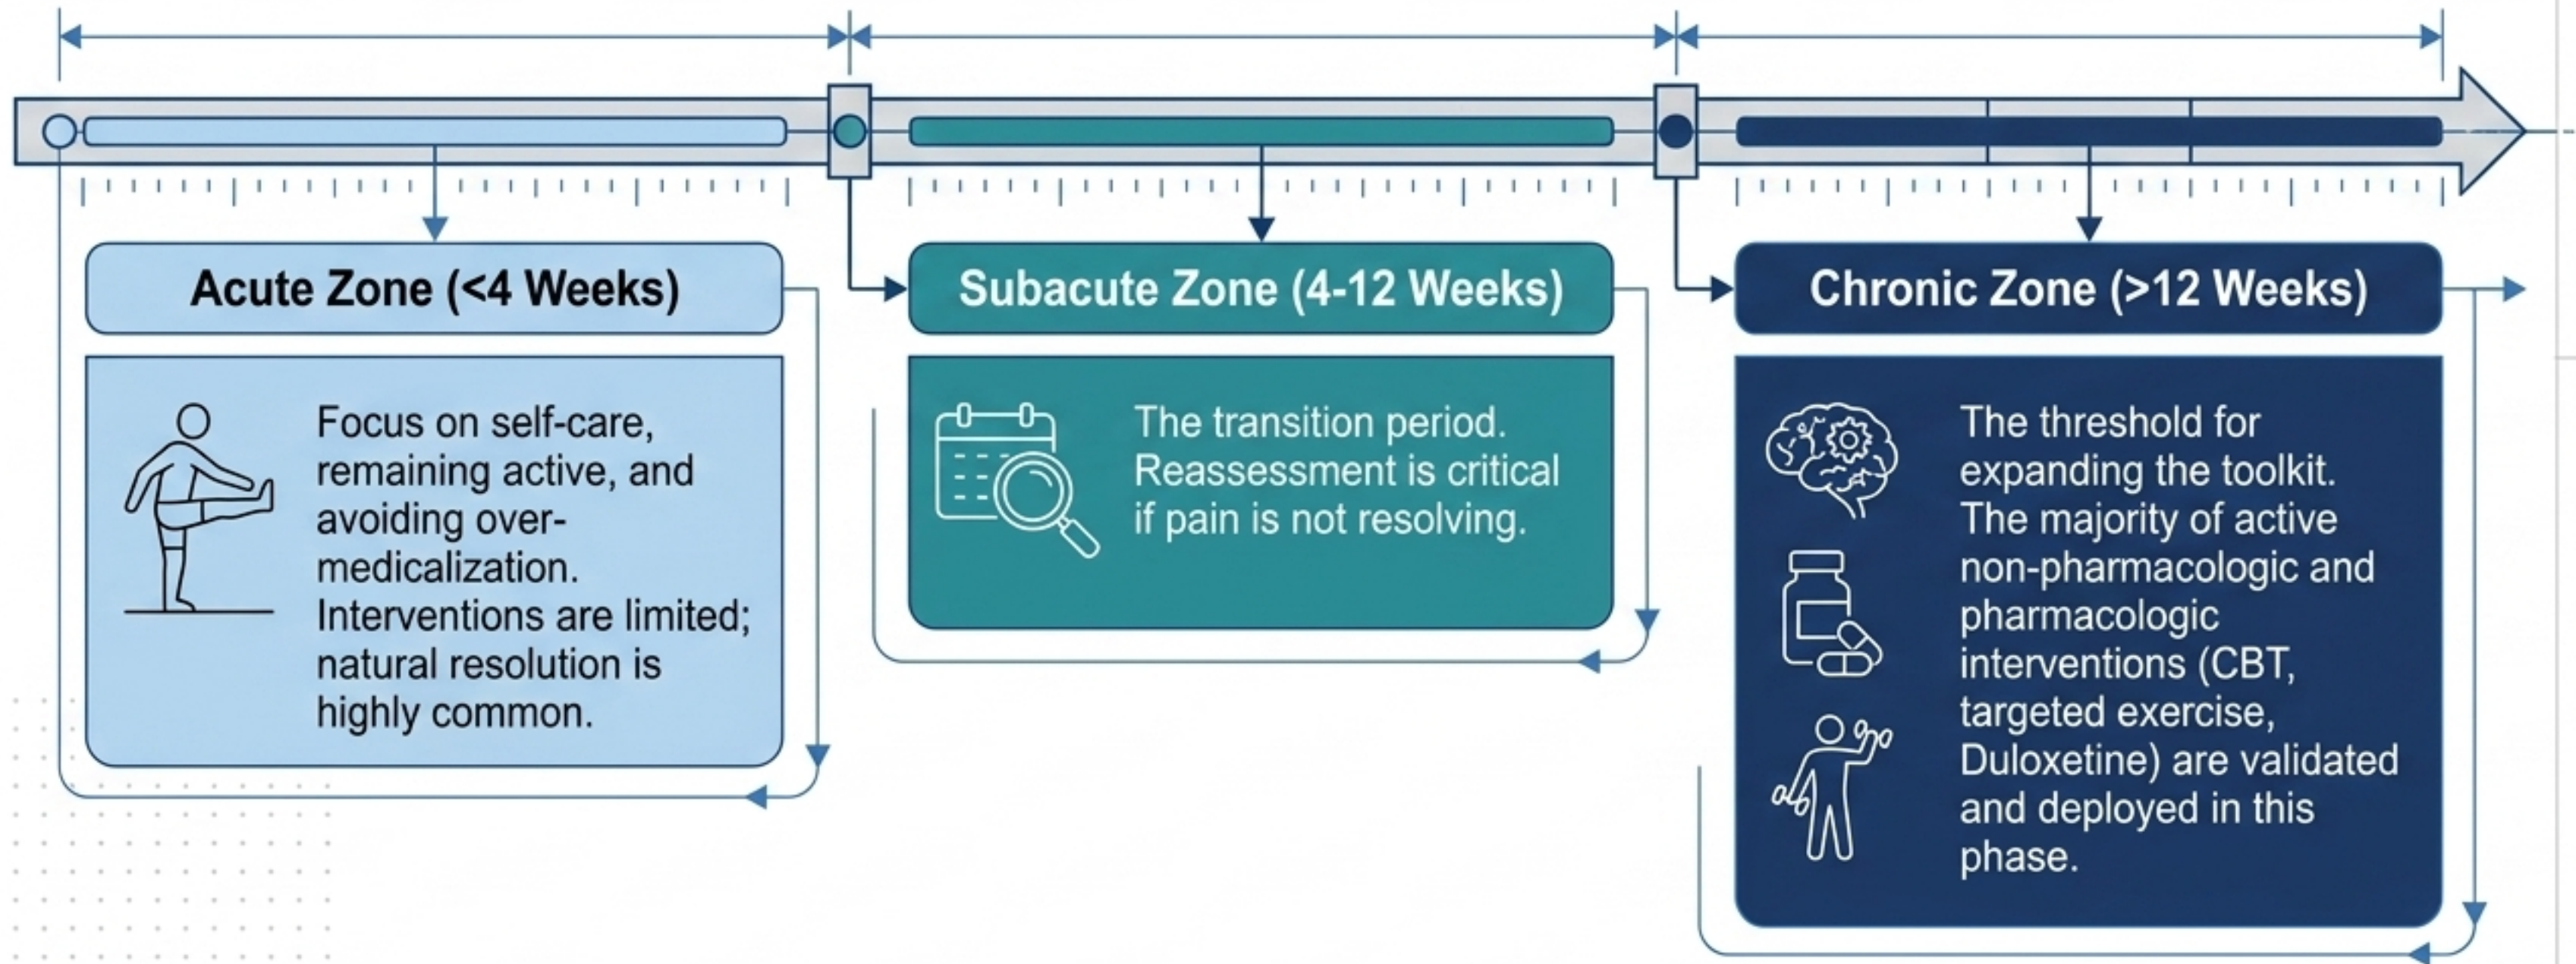 Acute Zone (<4 Weeks)
Focus on self-care,
remaining active, and
avoiding over-
medicalization.
Interventions are limited;
natural resolution is
highly common.
Subacute Zone (4-12 Weeks)
The transition period.
Reassessment is critical
if pain is not resolving.
Chronic Zone (>12 Weeks)
The threshold for
expanding the toolkit.
The majority of active
non-pharmacologic and
pharmacologic
interventions (CBT,
targeted exercise,
Duloxetine) are validated
and deployed in this
phase.